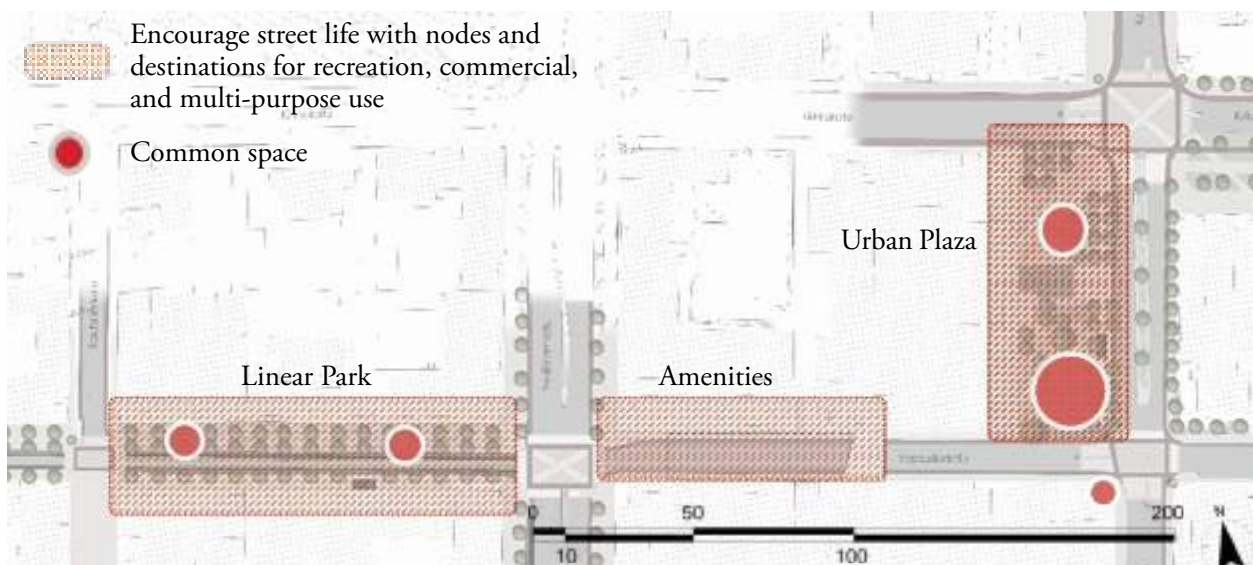 Encourage street life with nodes and
destinations for recreation, commercial,
and multi-purpose use
Common space
Urban Plaza
Linear Park
Amenities
0 50 200 N
10 100